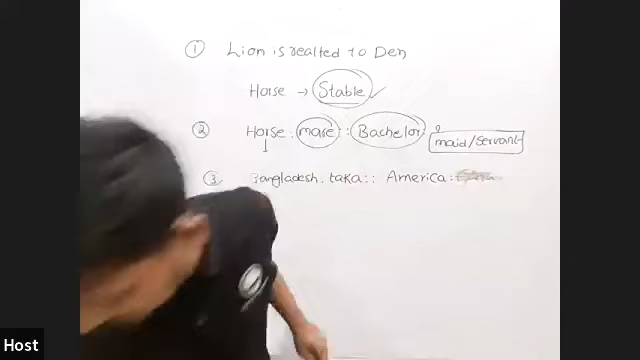 ① Lion is realted to Den
Horse → Stable ✓
② Horse : mare :: Bachelor : maid/servant
③ Bangladesh. taka :: America :
Host